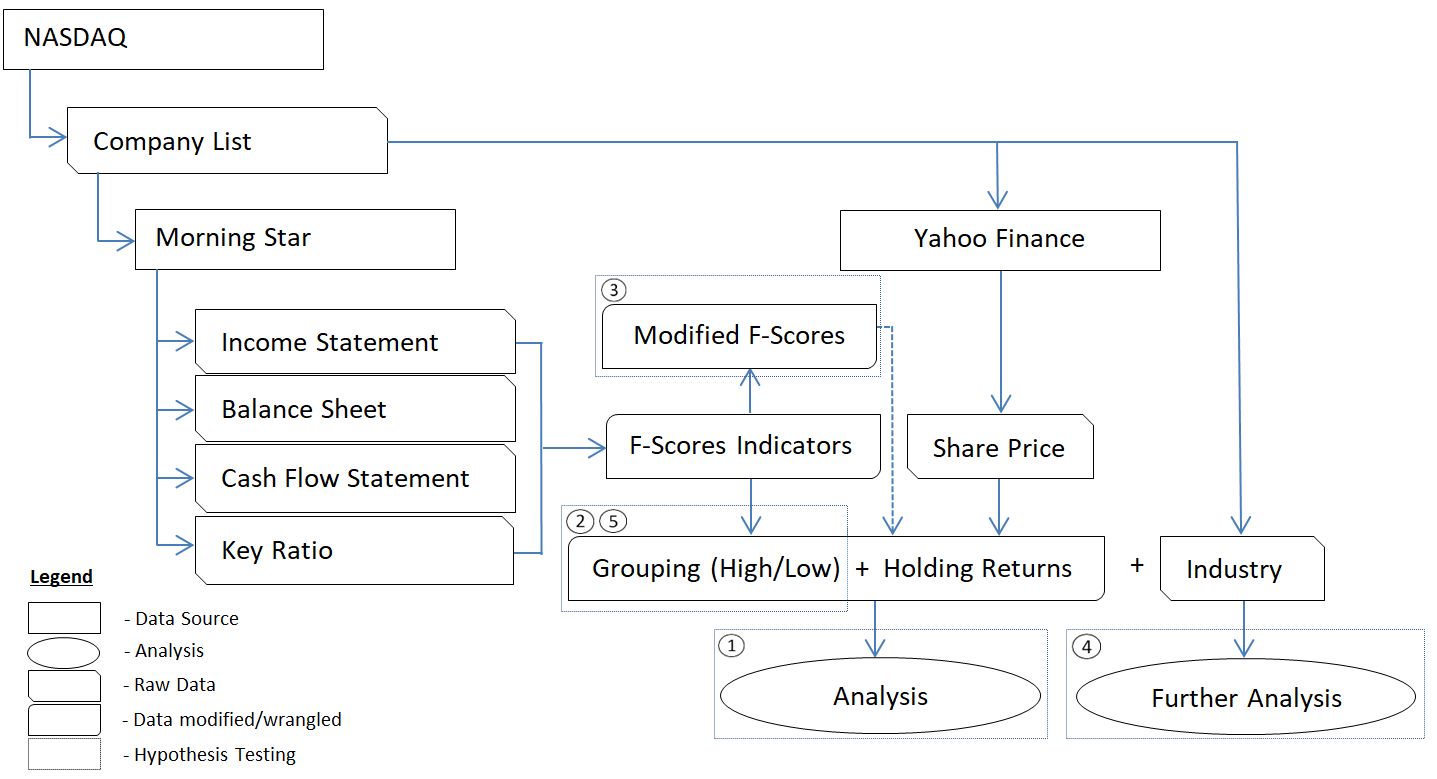 NASDAQ
Company List
Morning Star
Yahoo Finance
3
Income Statement
Modified F-Scores
Balance Sheet
F-Scores Indicators
Share Price
Cash Flow Statement
2 5
Key Ratio
Grouping (High/Low) + Holding Returns + Industry
Legend
- Data Source
- Analysis
- Raw Data
- Data modified/wrangled
- Hypothesis Testing
1
Analysis
4
Further Analysis